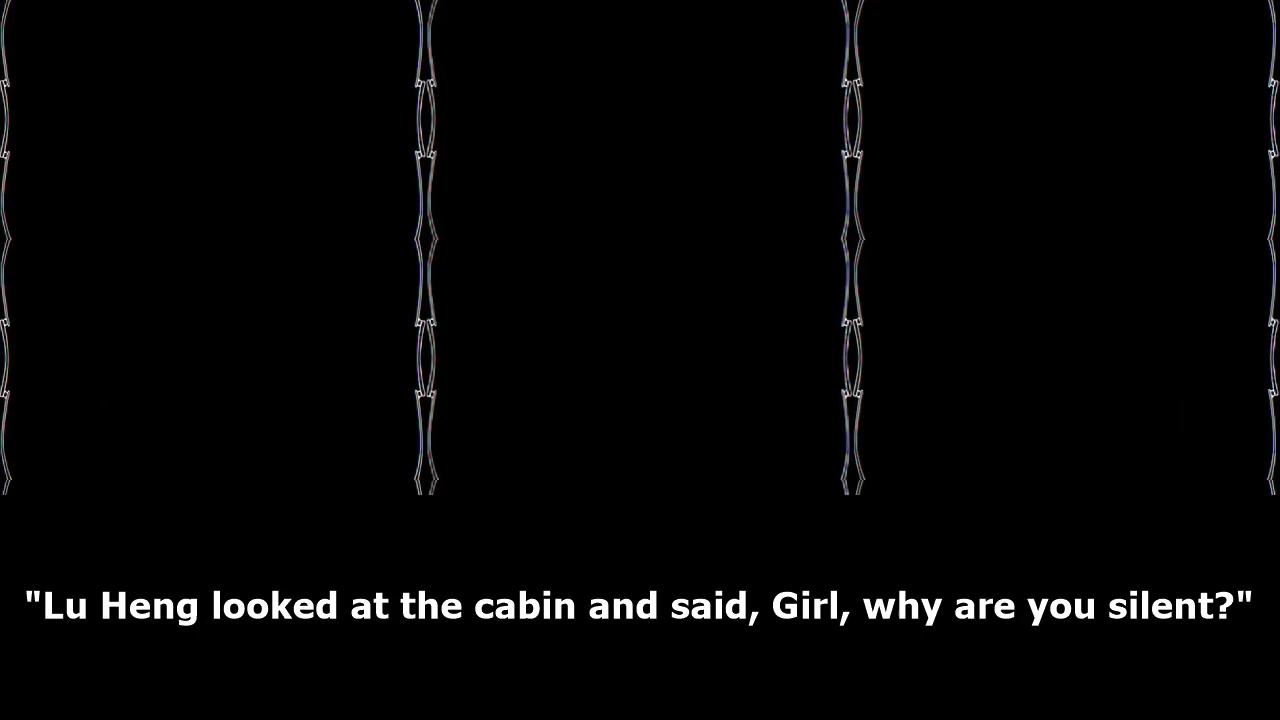 "Lu Heng looked at the cabin and said, Girl, why are you silent?"